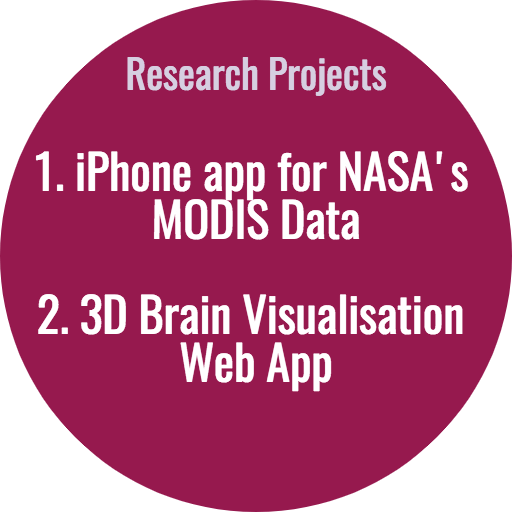 Research Projects
1. iPhone app for NASA's
MODIS Data
2. 3D Brain Visualisation
Web App